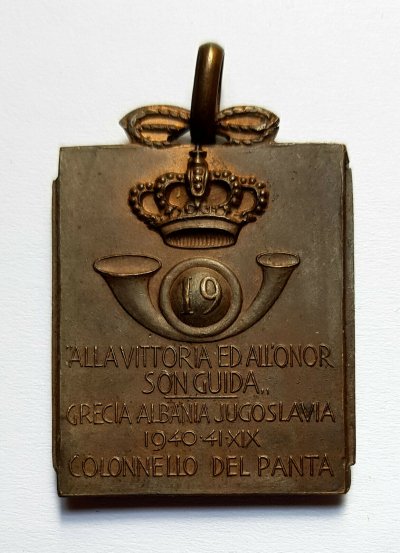 19
"ALLA VITTORIA ED ALL'ONOR
SON GUIDA„
GRECIA ALBANIA JUGOSLAVIA
1940·41·XIX
COLONNELLO DEL PANTA